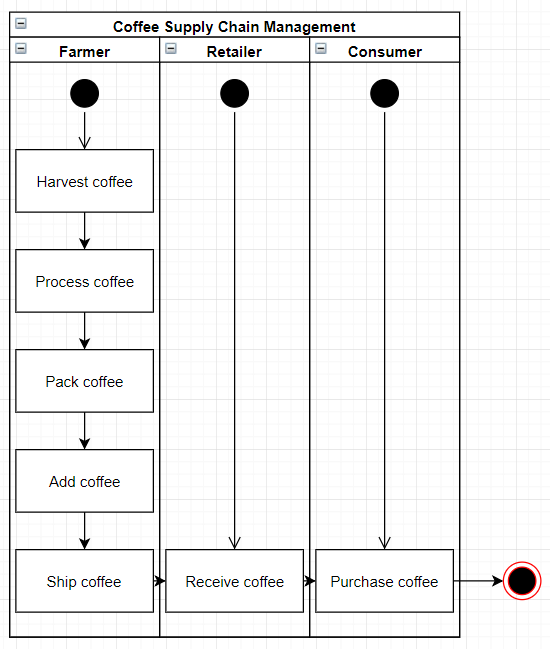 Coffee Supply Chain Management
Farmer
Retailer
Consumer
Harvest coffee
Process coffee
Pack coffee
Add coffee
Ship coffee
Receive coffee
Purchase coffee